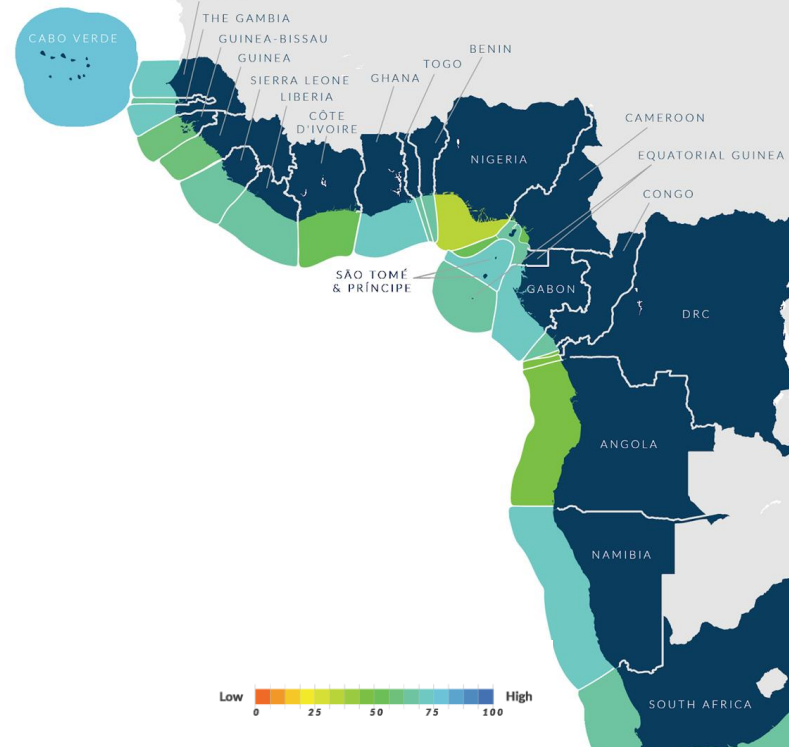 THE GAMBIA
CABO VERDE
GUINEA-BISSAU
GUINEA
SIERRA LEONE
LIBERIA
CÔTE
D'IVOIRE
GHANA
TOGO
BENIN
NIGERIA
CAMEROON
EQUATORIAL GUINEA
CONGO
SÃO TOMÉ
& PRÍNCIPE
GABON
DRC
ANGOLA
NAMIBIA
SOUTH AFRICA
Low
High
0 25 50 75 100